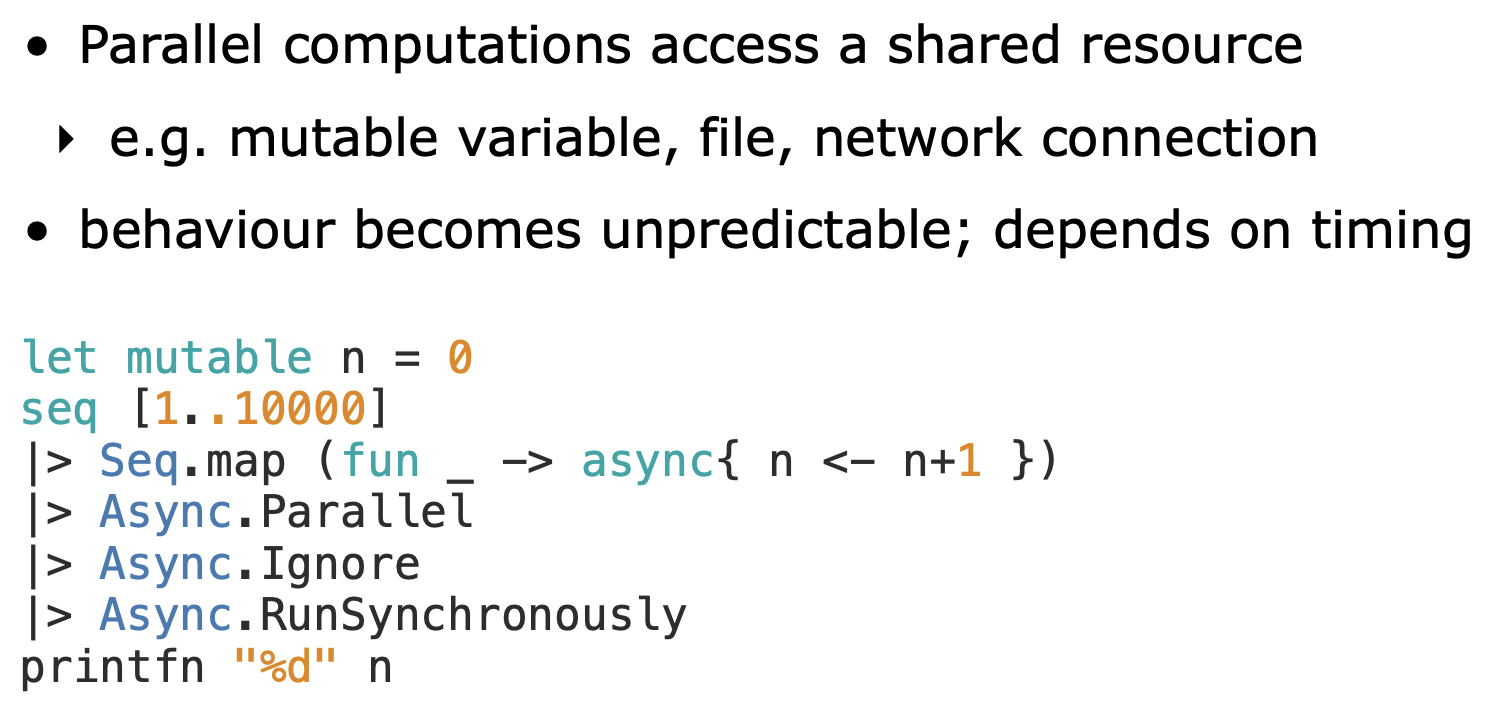 • Parallel computations access a shared resource
‣ e.g. mutable variable, file, network connection
• behaviour becomes unpredictable; depends on timing
let mutable n = 0
seq [1..10000]
|> Seq.map (fun _ -> async{ n <- n+1 })
|> Async.Parallel
|> Async.Ignore
|> Async.RunSynchronously
printfn "%d" n